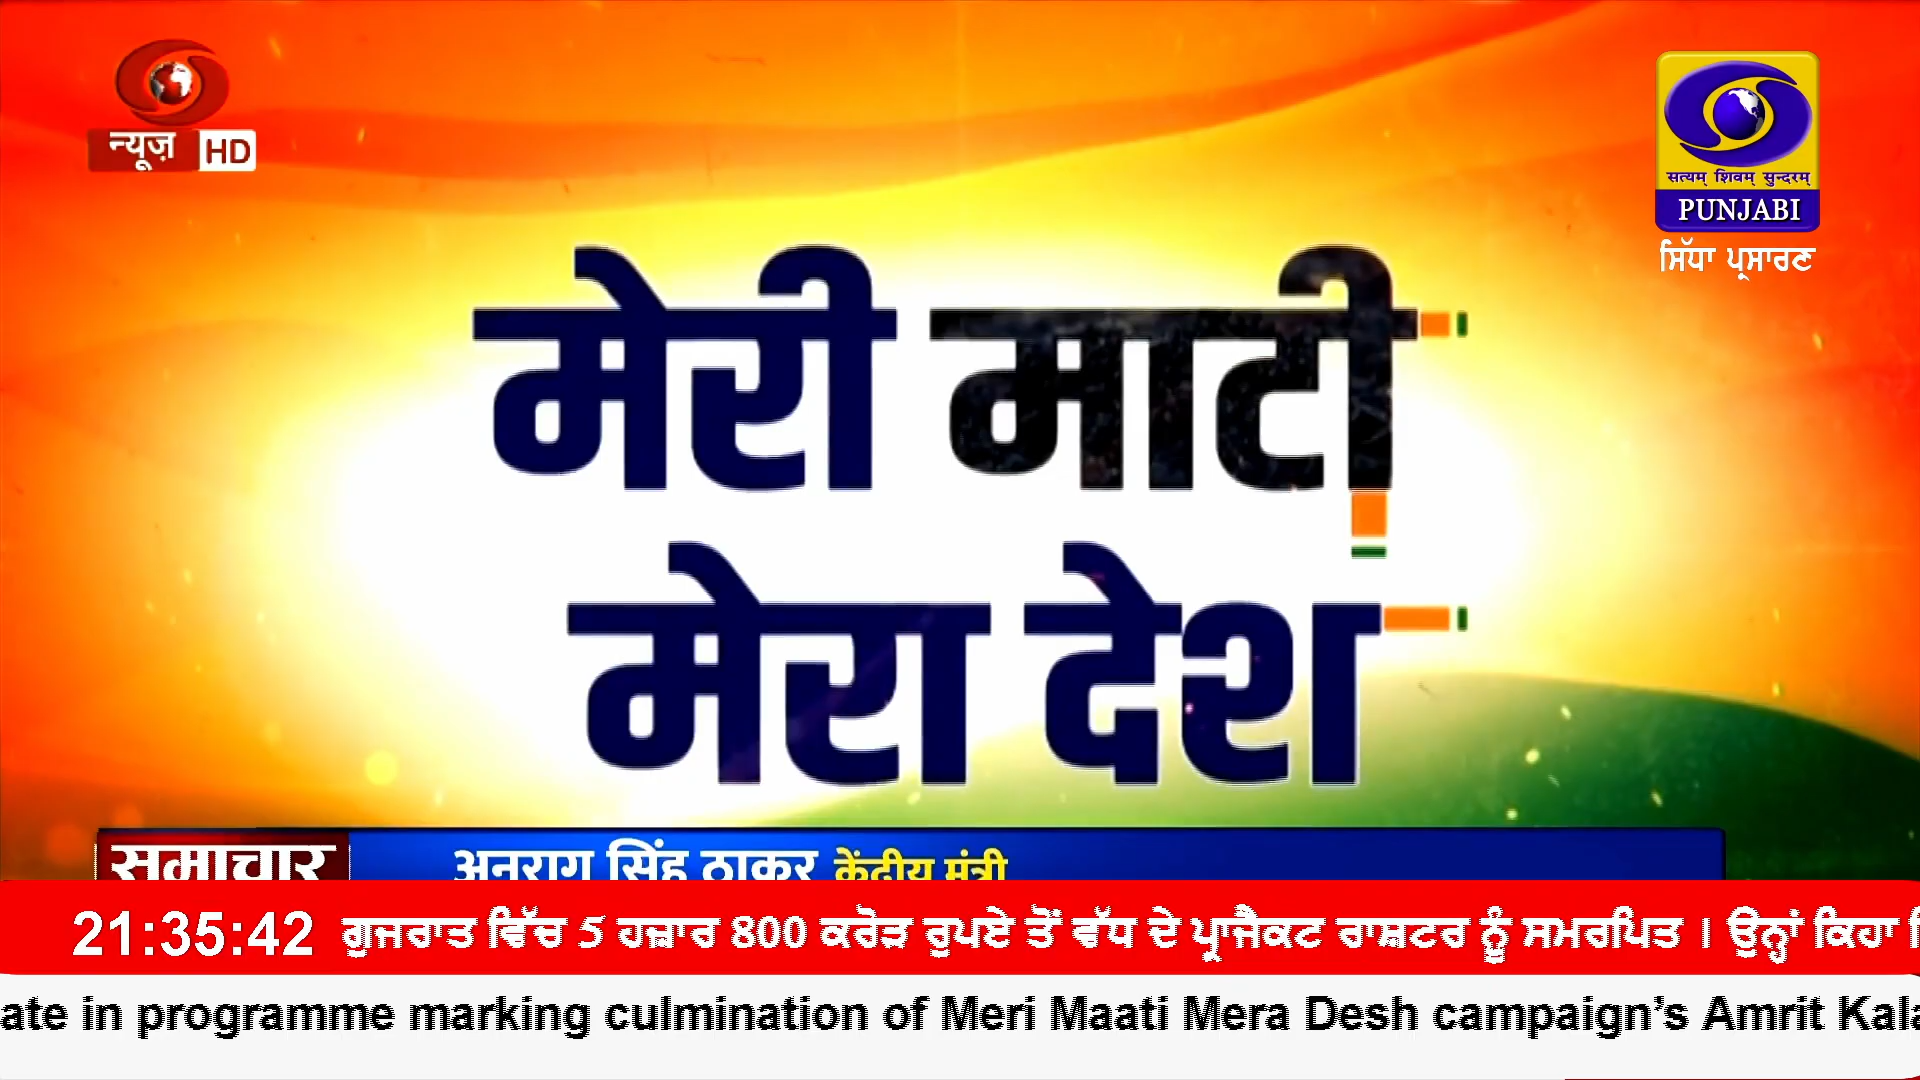 न्यूज़ HD
सत्यम् शिवम् सुन्दरम्
PUNJABI
ਸਿੱਧਾ ਪ੍ਰਸਾਰਣ
मेरी माटी
मेरा देश
समाचार अनुराग सिंह ठाकुर केंद्रीय मंत्री
21:35:42 ਗੁਜਰਾਤ ਵਿੱਚ 5 ਹਜ਼ਾਰ 800 ਕਰੋੜ ਰੁਪਏ ਤੋਂ ਵੱਧ ਦੇ ਪ੍ਰਾਜੈਕਟ ਰਾਸ਼ਟਰ ਨੂੰ ਸਮਰਪਿਤ । ਉਨ੍ਹਾਂ ਕਿਹਾ
ate in programme marking culmination of Meri Maati Mera Desh campaign’s Amrit Kala